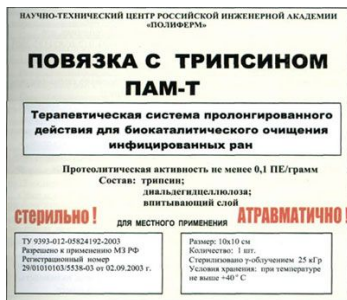 НАУЧНО-ТЕХНИЧЕСКИЙ ЦЕНТР РОССИЙСКОЙ ИНЖЕНЕРНОЙ АКАДЕМИИ
«ПОЛИФЕРМ»
ПОВЯЗКА С ТРИПСИНОМ
ПАМ-Т
Терапевтическая система пролонгированного
действия для биокаталитического очищения
инфицированных ран
Протеолитическая активность не менее 0,1 ПЕ/грамм
Состав: трипсин;
диальдегидцеллюлоза;
впитывающий слой
стерильно!
ДЛЯ МЕСТНОГО ПРИМЕНЕНИЯ
АТРАВМАТИЧНО!
ТУ 9393-012-05824192-2003
Разрешено к применению МЗ РФ
Регистрационный номер
29/01010103/5538-03 от 02.09.2003 г.
Размер: 10х10 см
Количество: 1 шт.
Стерилизовано γ-облучением 25 кГр
Условия хранения: при температуре
не выше +40° С